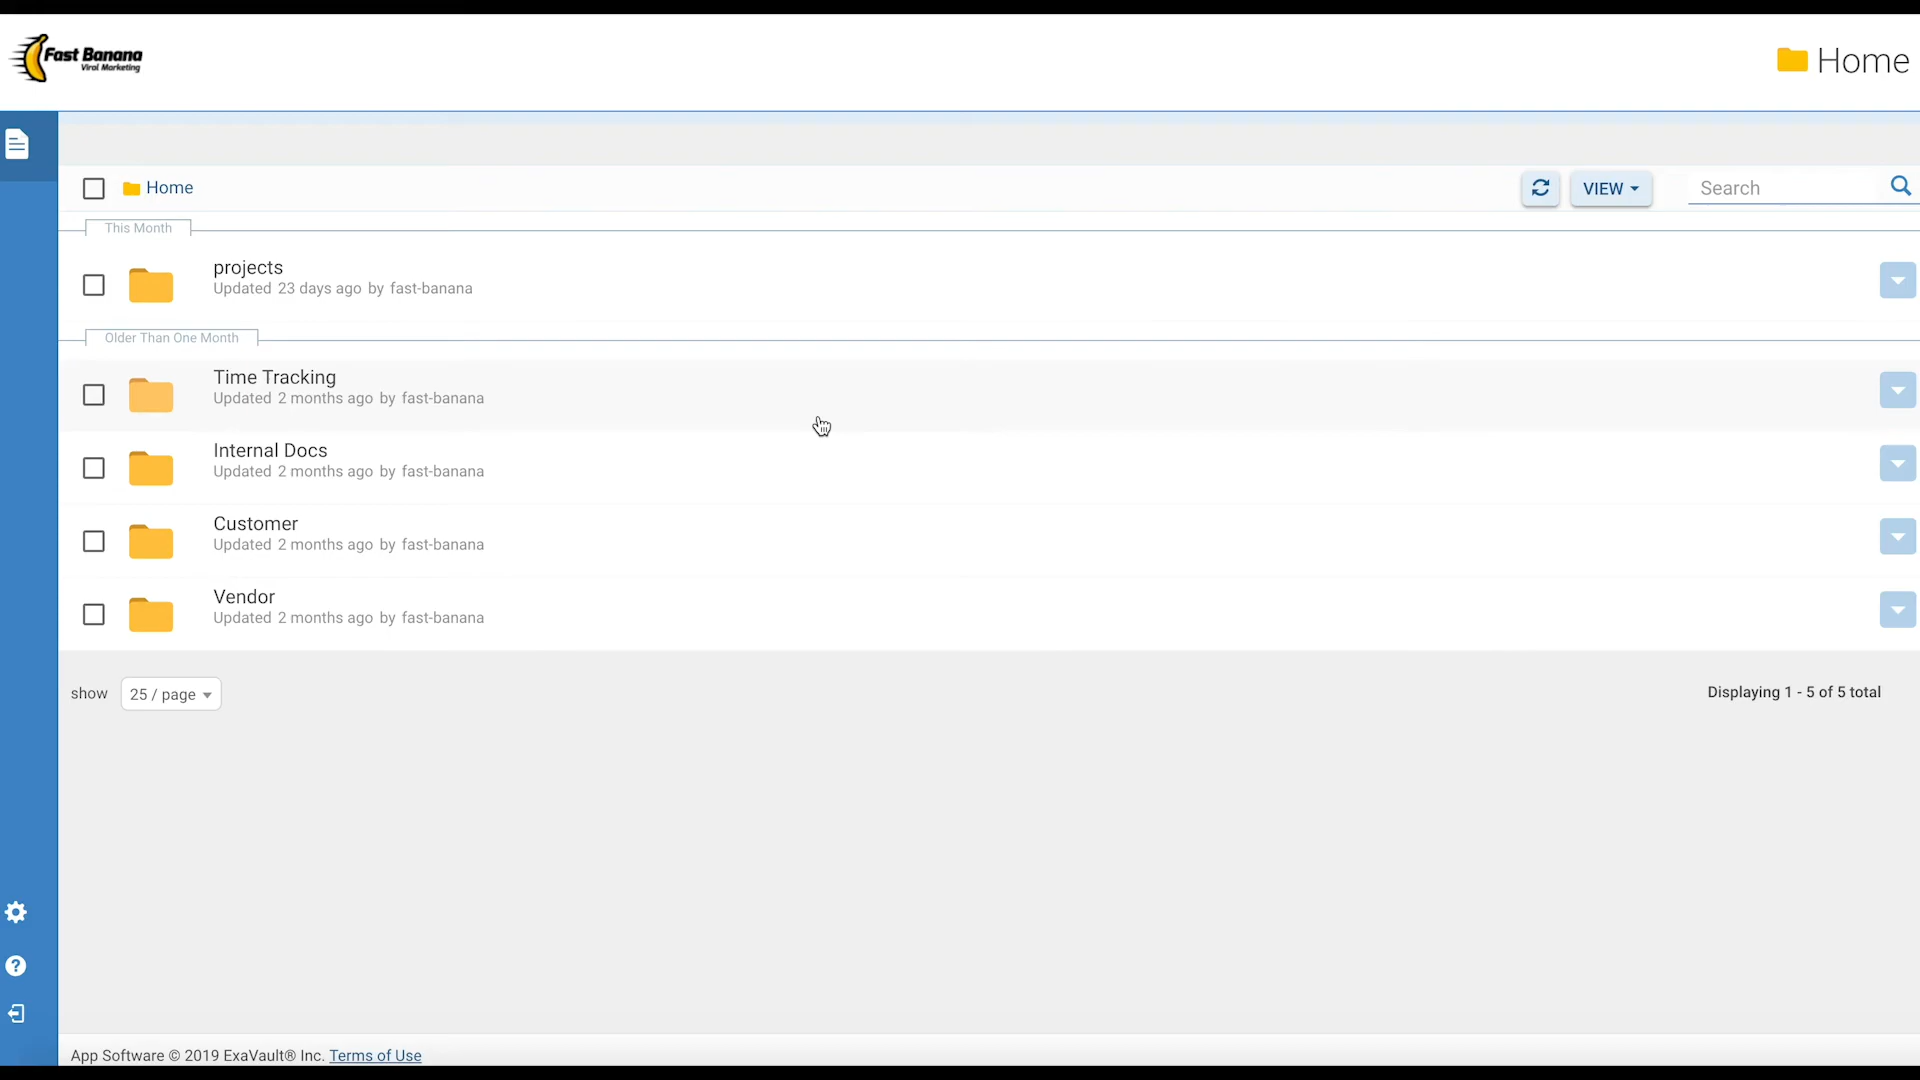 Fast Banana
Viral Marketing
Home
Home
VIEW
Search
This Month
projects
Updated 23 days ago by fast-banana
Older Than One Month
Time Tracking
Updated 2 months ago by fast-banana
Internal Docs
Updated 2 months ago by fast-banana
Customer
Updated 2 months ago by fast-banana
Vendor
Updated 2 months ago by fast-banana
show 25 / page
Displaying 1 - 5 of 5 total
App Software © 2019 ExaVault® Inc. Terms of Use